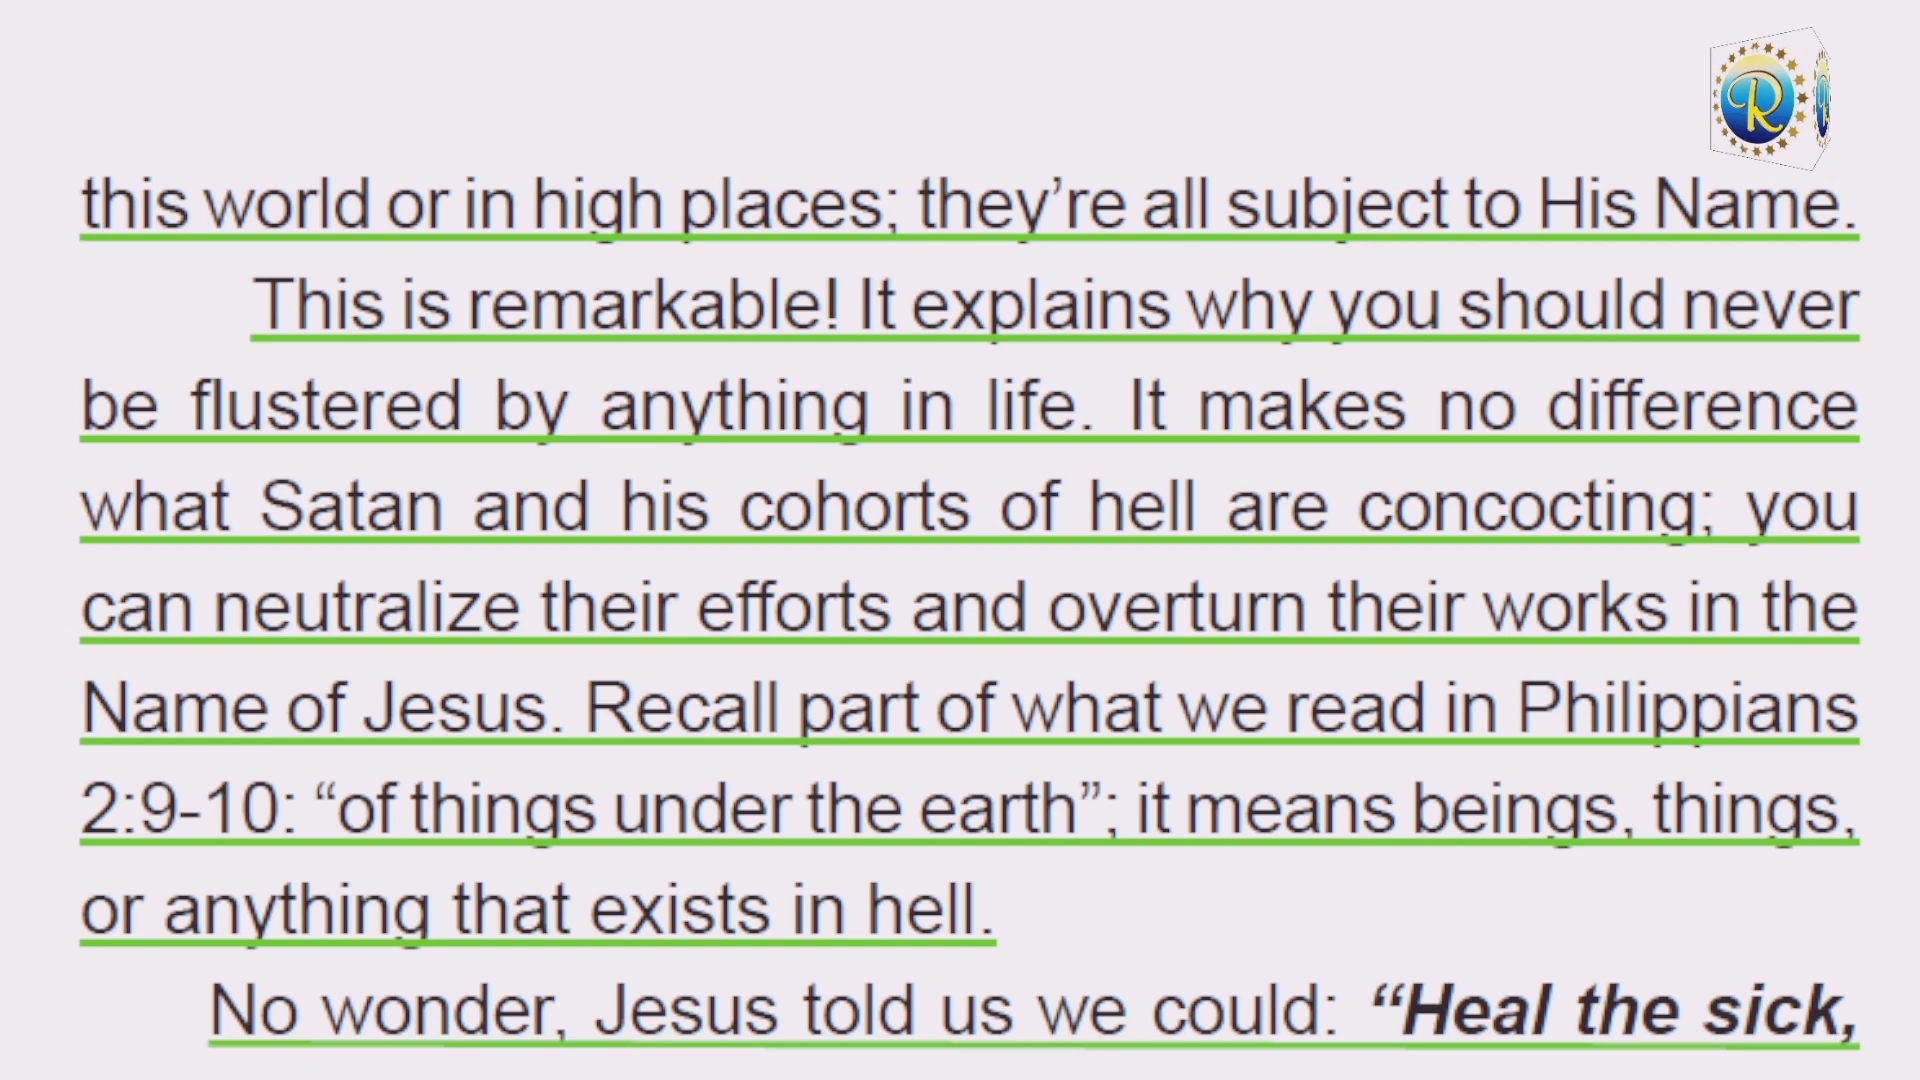 R
this world or in high places; they’re all subject to His Name.
This is remarkable! It explains why you should never
be flustered by anything in life. It makes no difference
what Satan and his cohorts of hell are concocting; you
can neutralize their efforts and overturn their works in the
Name of Jesus. Recall part of what we read in Philippians
2:9-10: “of things under the earth”; it means beings, things,
or anything that exists in hell.
No wonder, Jesus told us we could: “Heal the sick,